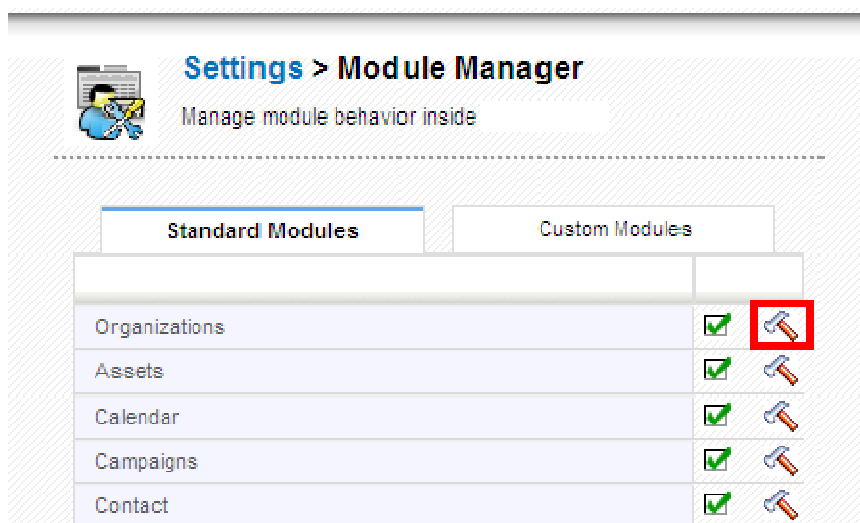 Settings > Module Manager
Manage module behavior inside
Standard Modules
Custom Modules
Organizations
Assets
Calendar
Campaigns
Contact